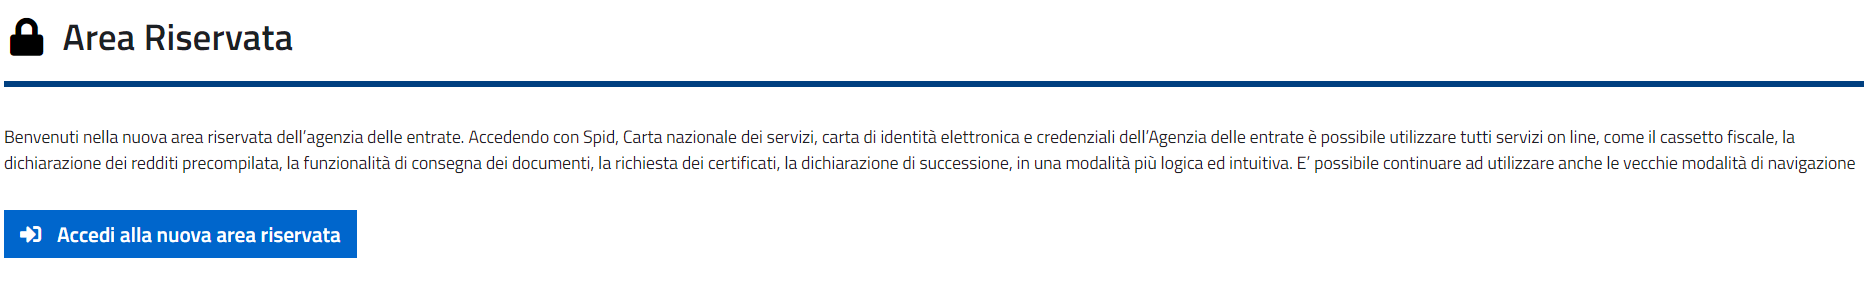 Area Riservata
Benvenuti nella nuova area riservata dell’agenzia delle entrate. Accedendo con Spid, Carta nazionale dei servizi, carta di identità elettronica e credenziali dell’Agenzia delle entrate è possibile utilizzare tutti servizi on line, come il cassetto fiscale, la
dichiarazione dei redditi precompilata, la funzionalità di consegna dei documenti, la richiesta dei certificati, la dichiarazione di successione, in una modalità più logica ed intuitiva. E’ possibile continuare ad utilizzare anche le vecchie modalità di navigazione
Accedi alla nuova area riservata